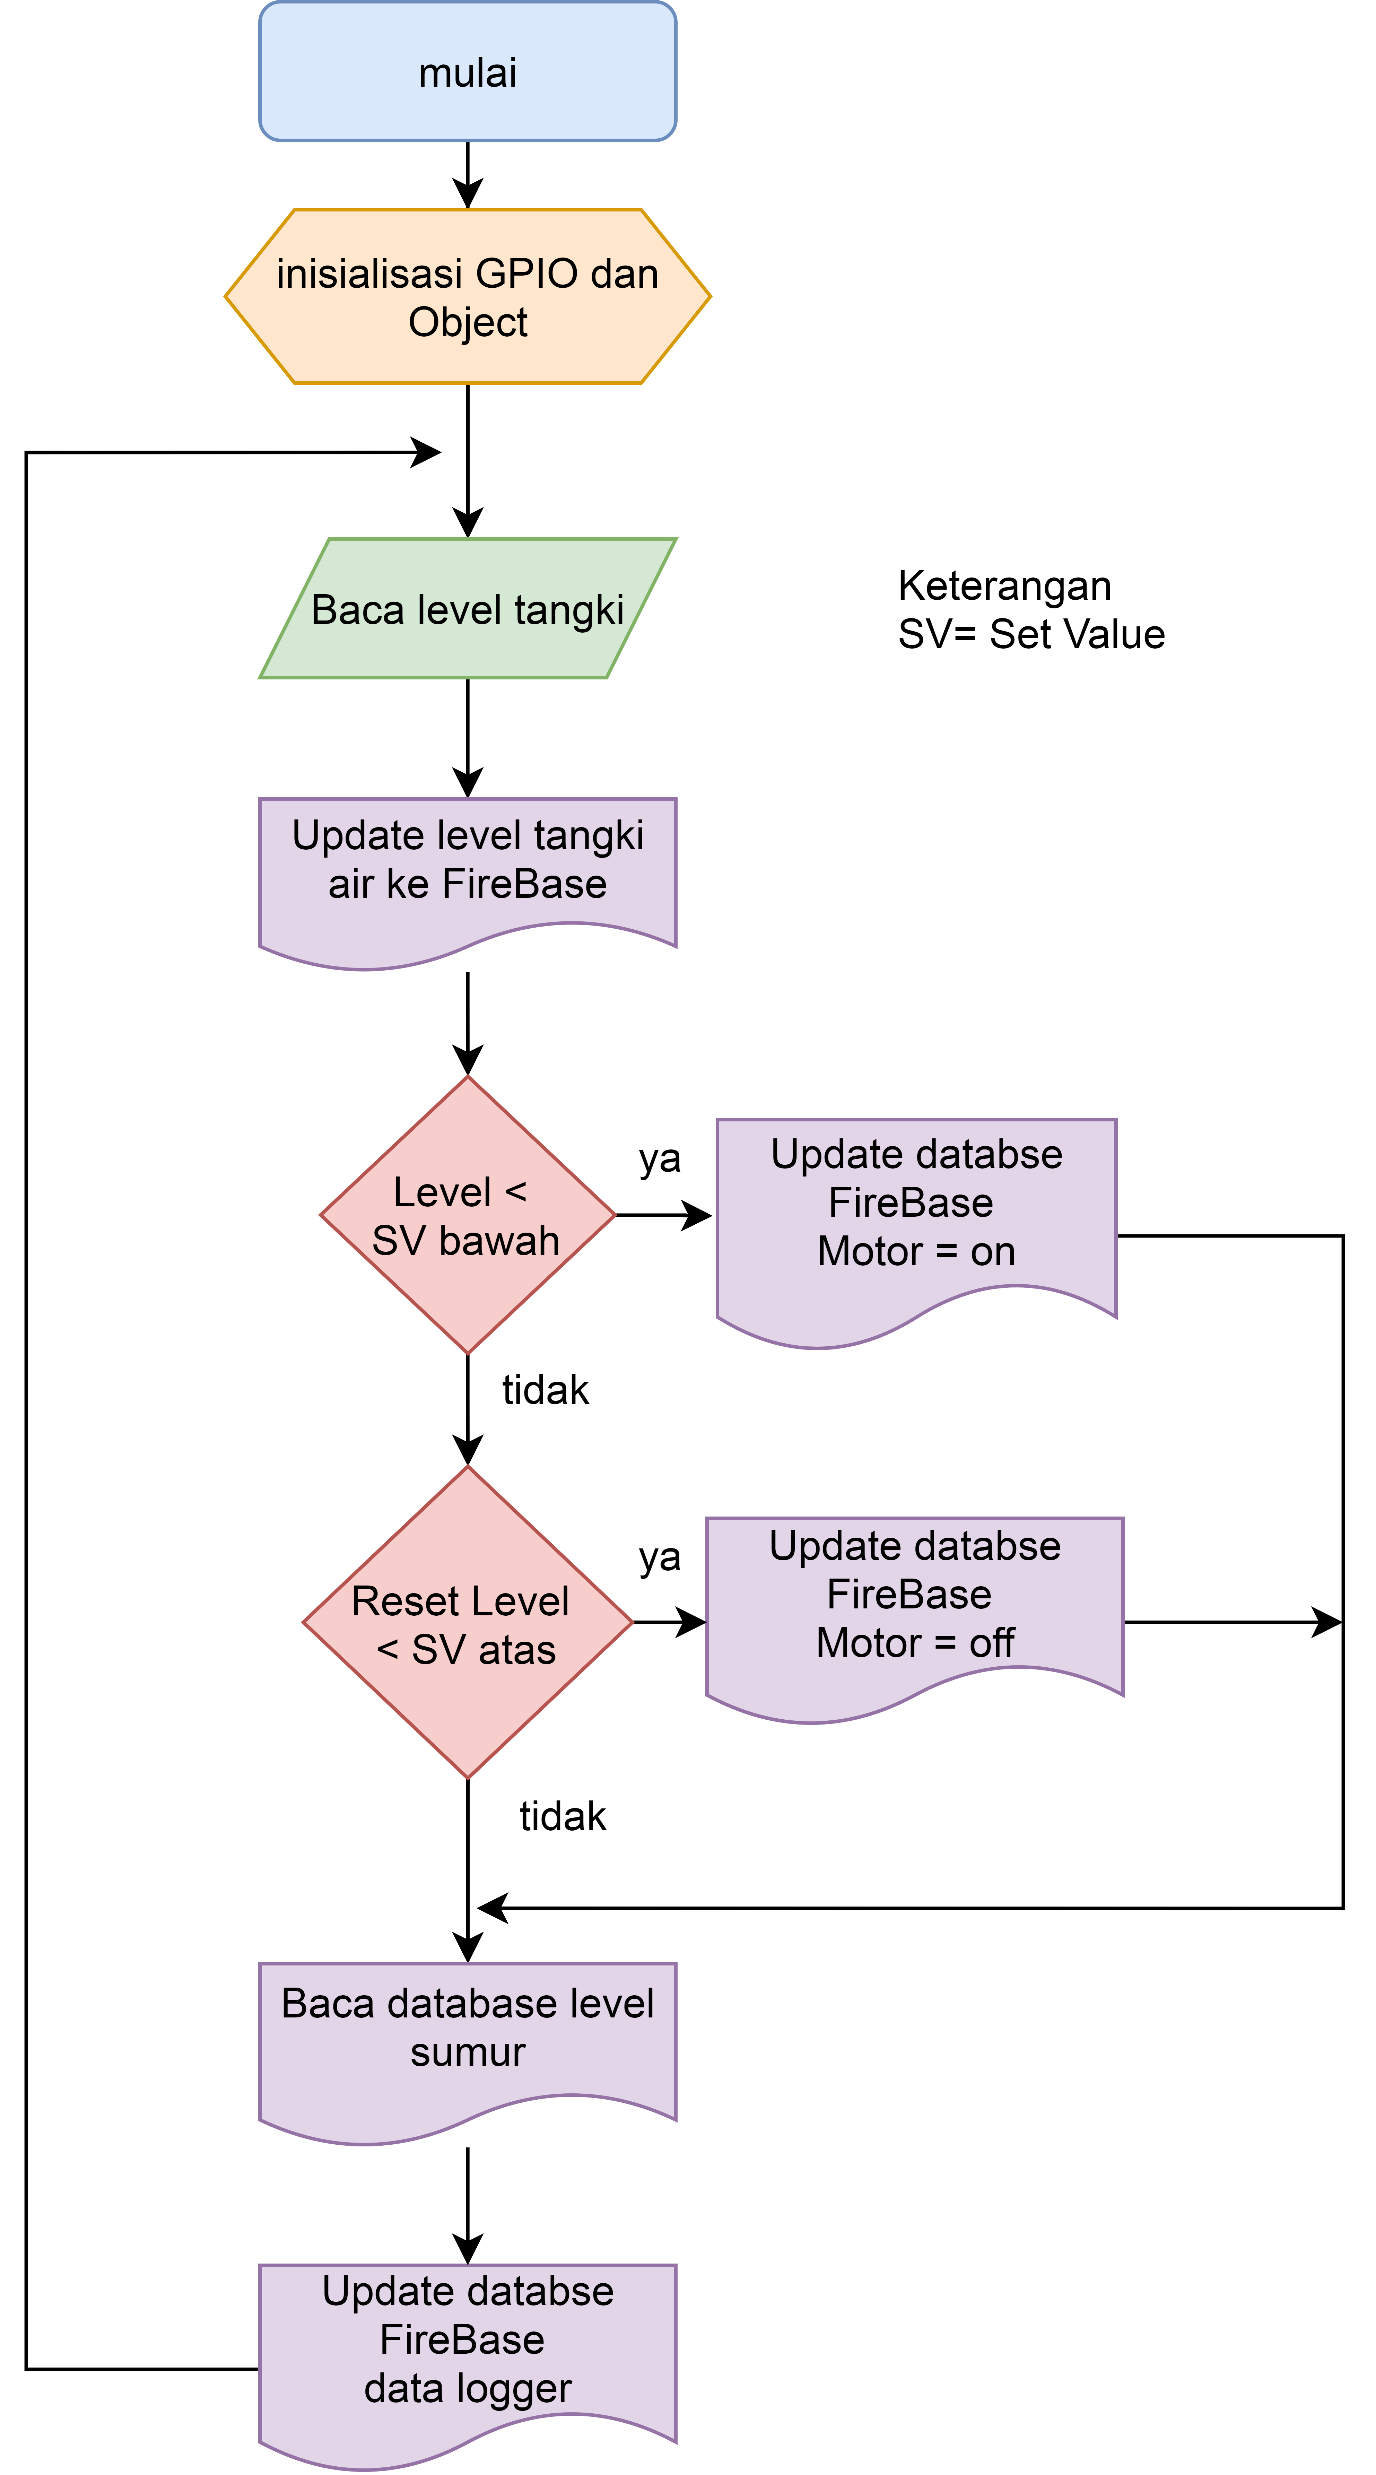 mulai
inisialisasi GPIO dan
Object
Baca level tangki
Keterangan
SV= Set Value
Update level tangki
air ke FireBase
Level <
SV bawah
ya
Update databse
FireBase
Motor = on
tidak
Reset Level
< SV atas
ya
Update databse
FireBase
Motor = off
tidak
Baca database level
sumur
Update databse
FireBase
data logger